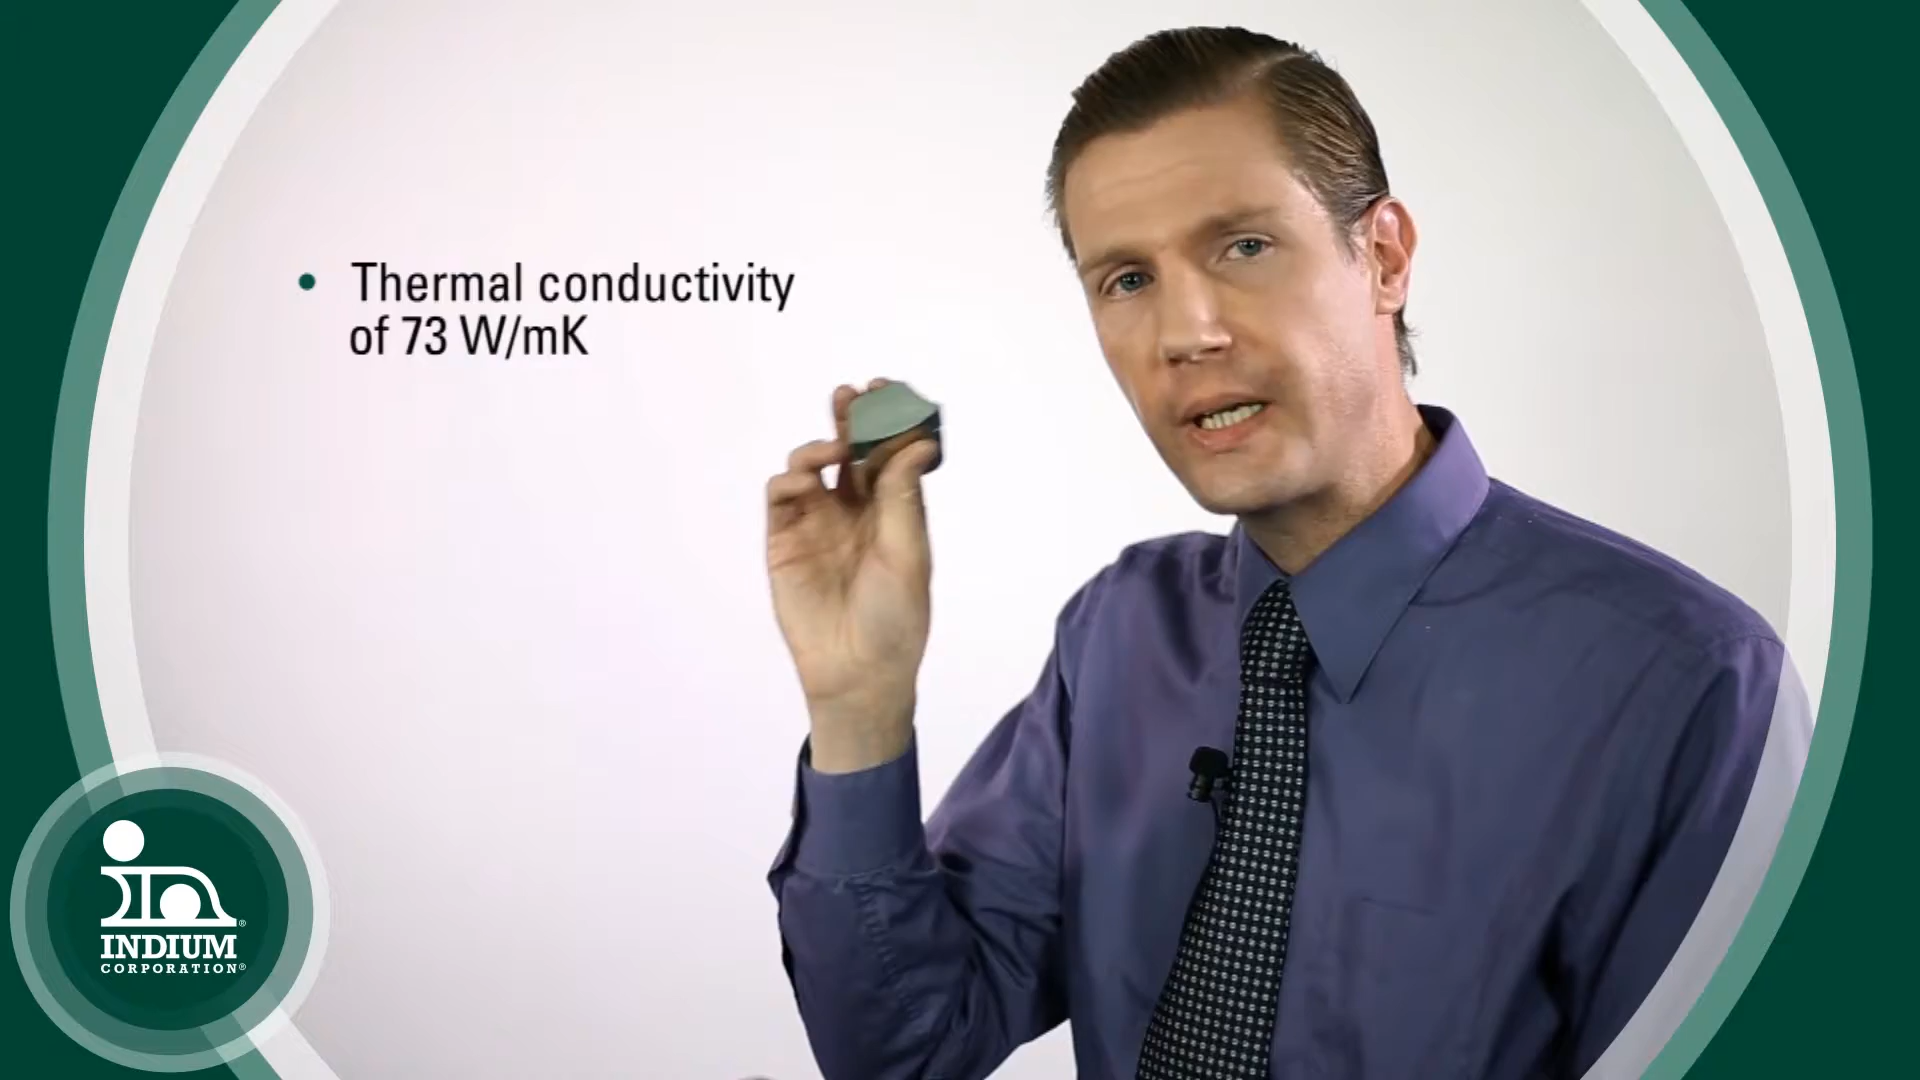 • Thermal conductivity
of 73 W/mK
INDIUM
CORPORATION®